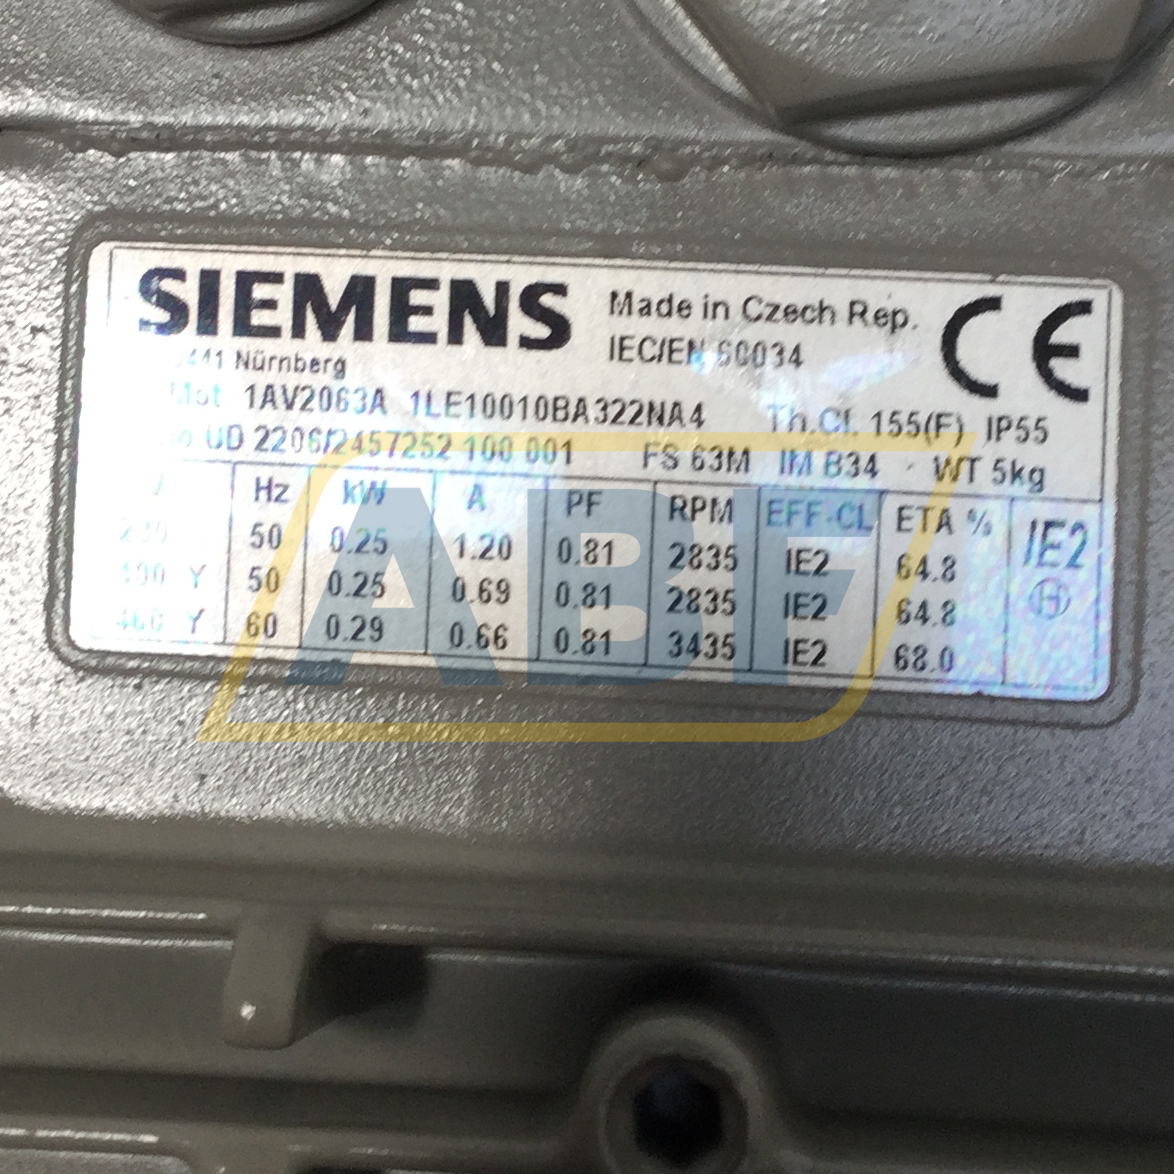 SIEMENS Made in Czech Rep. CE
IEC/EN 60034
Nürnberg
Mot 1AV2063A 1LE10010BA322NA4 Th.Cl. 155(F) IP55
UD 2206/2457252 100 001 FS 63M IM B34 WT 5kg
Hz kW A PF RPM EFF-CL ETA % IE2
50 0.25 1.20 0.81 2835 IE2 64.8
Y 50 0.25 0.69 0.81 2835 IE2 64.8 H
460 Y 60 0.29 0.66 0.81 3435 IE2 68.0
ABF